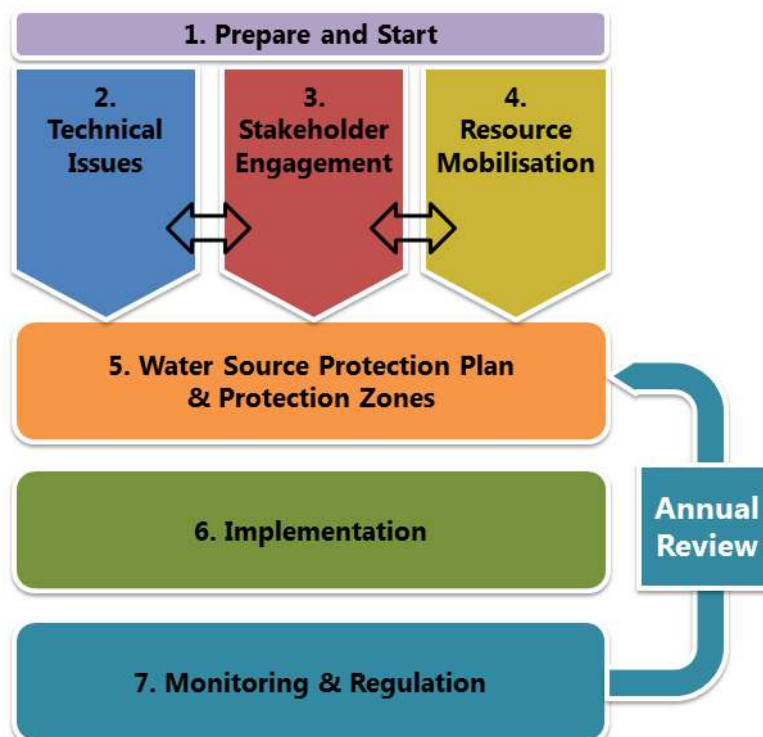 1. Prepare and Start
2.
Technical
Issues
3.
Stakeholder
Engagement
4.
Resource
Mobilisation
5. Water Source Protection Plan
& Protection Zones
6. Implementation
Annual
Review
7. Monitoring & Regulation